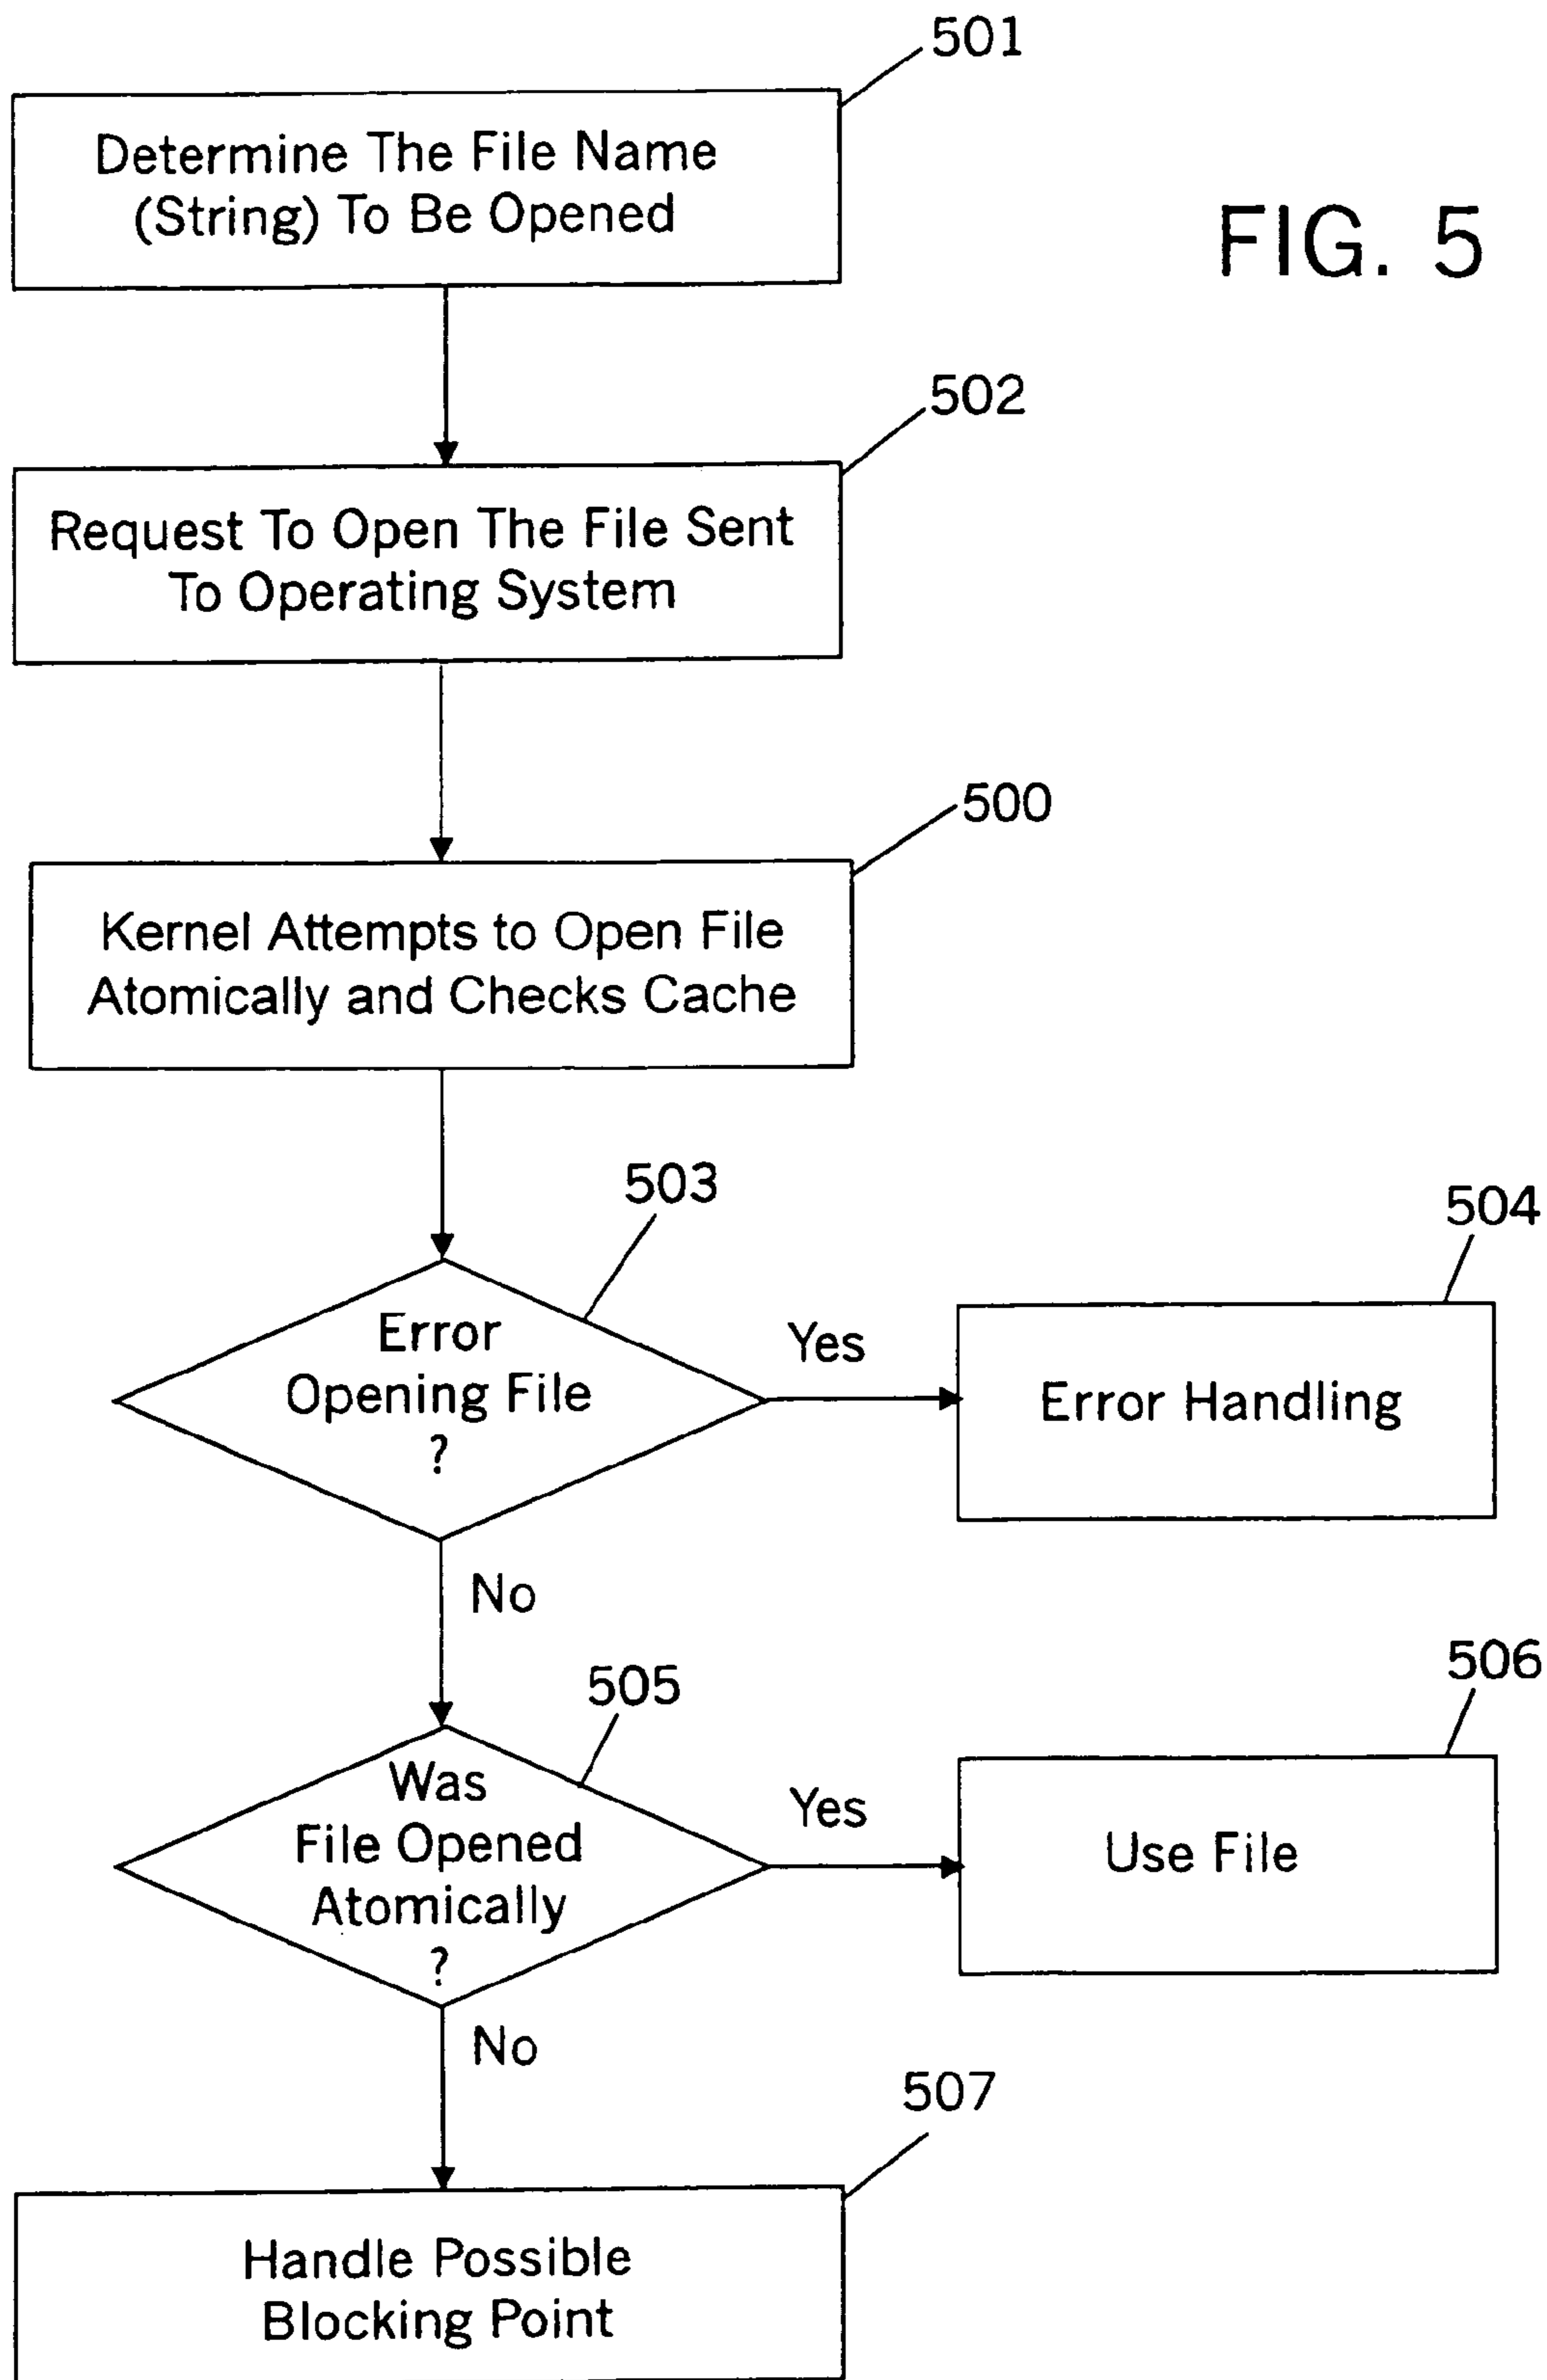 501
Determine The File Name
(String) To Be Opened
FIG. 5
502
Request To Open The File Sent
To Operating System
500
Kernel Attempts to Open File
Atomically and Checks Cache
503
Error
Opening File
?
Yes
504
Error Handling
No
505
Was
File Opened
Atomically
?
Yes
506
Use File
No
507
Handle Possible
Blocking Point